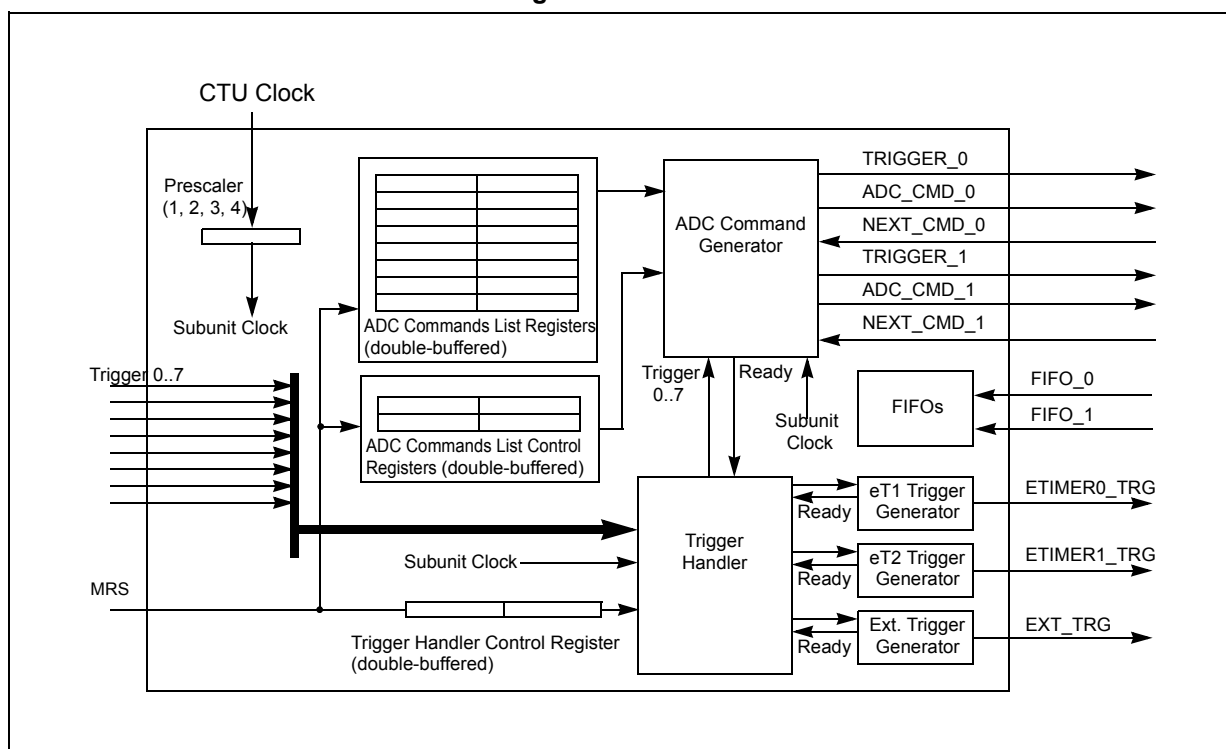 CTU Clock
Prescaler
(1, 2, 3, 4)
Subunit Clock
ADC Commands List Registers
(double-buffered)
ADC Commands List Control
Registers (double-buffered)
ADC Command
Generator
TRIGGER_0
ADC_CMD_0
NEXT_CMD_0
TRIGGER_1
ADC_CMD_1
NEXT_CMD_1
Trigger 0..7
Trigger
0..7
Ready
Subunit
Clock
FIFOs
FIFO_0
FIFO_1
Trigger
Handler
Subunit Clock
MRS
Trigger Handler Control Register
(double-buffered)
Ready
eT1 Trigger
Generator
ETIMER0_TRG
Ready
eT2 Trigger
Generator
ETIMER1_TRG
Ready
Ext. Trigger
Generator
EXT_TRG